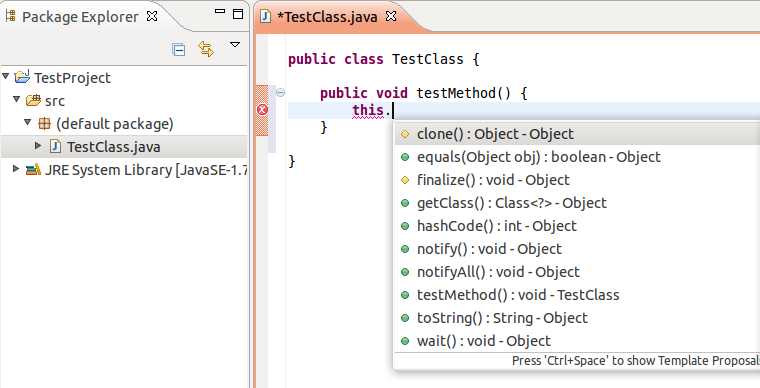 Package Explorer
TestProject
src
(default package)
TestClass.java
JRE System Library [JavaSE-1.7
*TestClass.java
public class TestClass {
public void testMethod() {
this.
}
}
clone() : Object - Object
equals(Object obj) : boolean - Object
finalize() : void - Object
getClass() : Class<?> - Object
hashCode() : int - Object
notify() : void - Object
notifyAll() : void - Object
testMethod() : void - TestClass
toString() : String - Object
wait() : void - Object
Press 'Ctrl+Space' to show Template Proposals